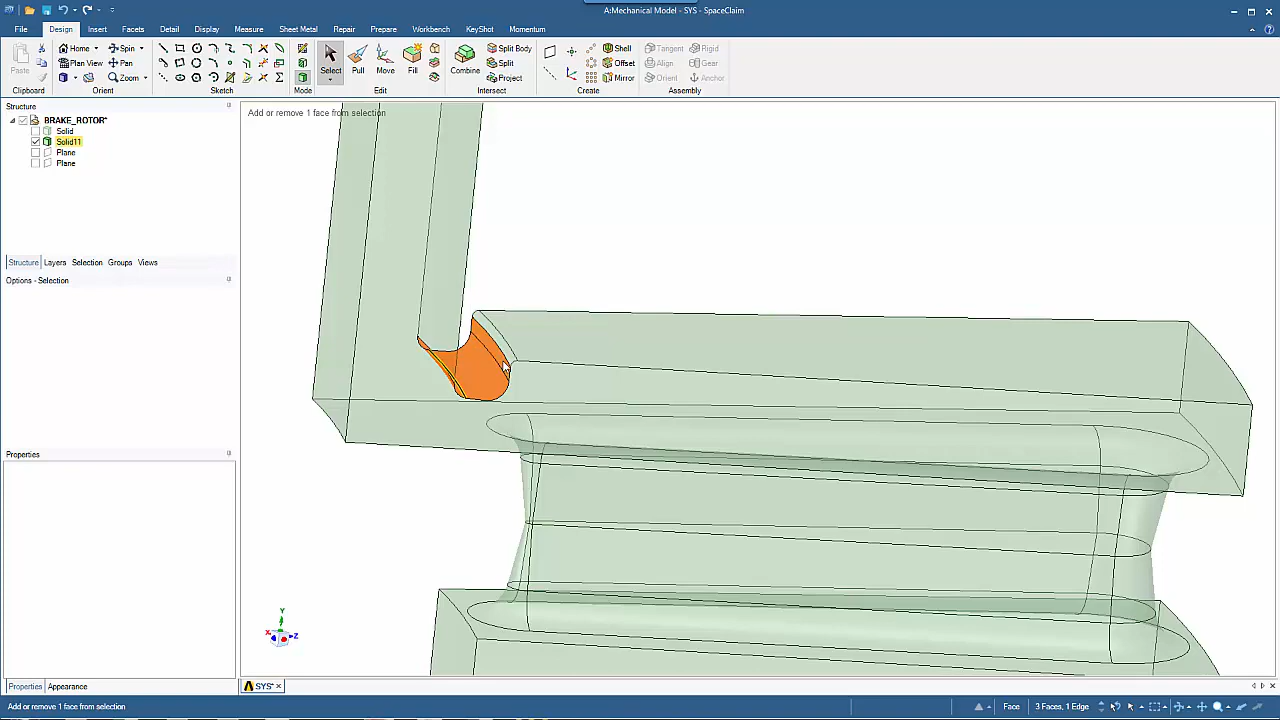 A:Mechanical Model - SYS - SpaceClaim
File Design Insert Facets Detail Display Measure Sheet Metal Repair Prepare Workbench KeyShot Momentum
Home Spin Split Body Shell Tangent Rigid
Plan View Pan Split Offset Align Gear
Paste Zoom Select Pull Move Fill Combine Project Mirror Orient Anchor
Clipboard Orient Sketch Mode Edit Intersect Create Assembly
Structure
Add or remove 1 face from selection
BRAKE_ROTOR*
Solid
Solid11
Plane
Plane
Structure Layers Selection Groups Views
Options - Selection
Properties
Y
X Z
Properties Appearance
SYS*
Add or remove 1 face from selection Face 3 Faces, 1 Edge